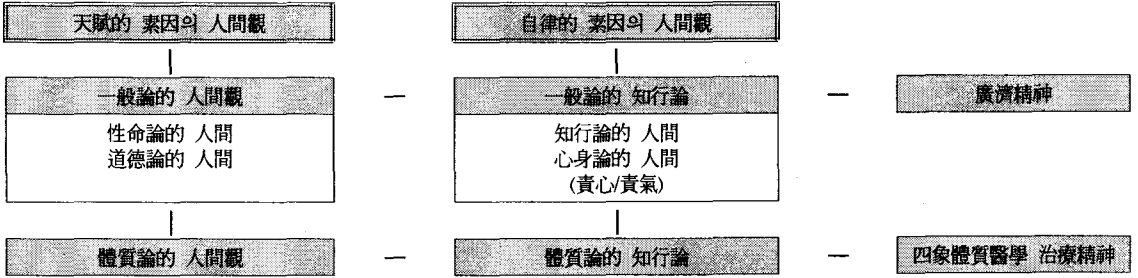 天賦的 素因의 人間觀
自律的 素因의 人間觀
一般論的 人間觀
一般論的 知行論
廣濟精神
性命論的 人間
道德論的 人間
知行論的 人間
心身論的 人間
(責心/責氣)
體質論的 人間觀
體質論的 知行論
四象體質醫學 治療精神